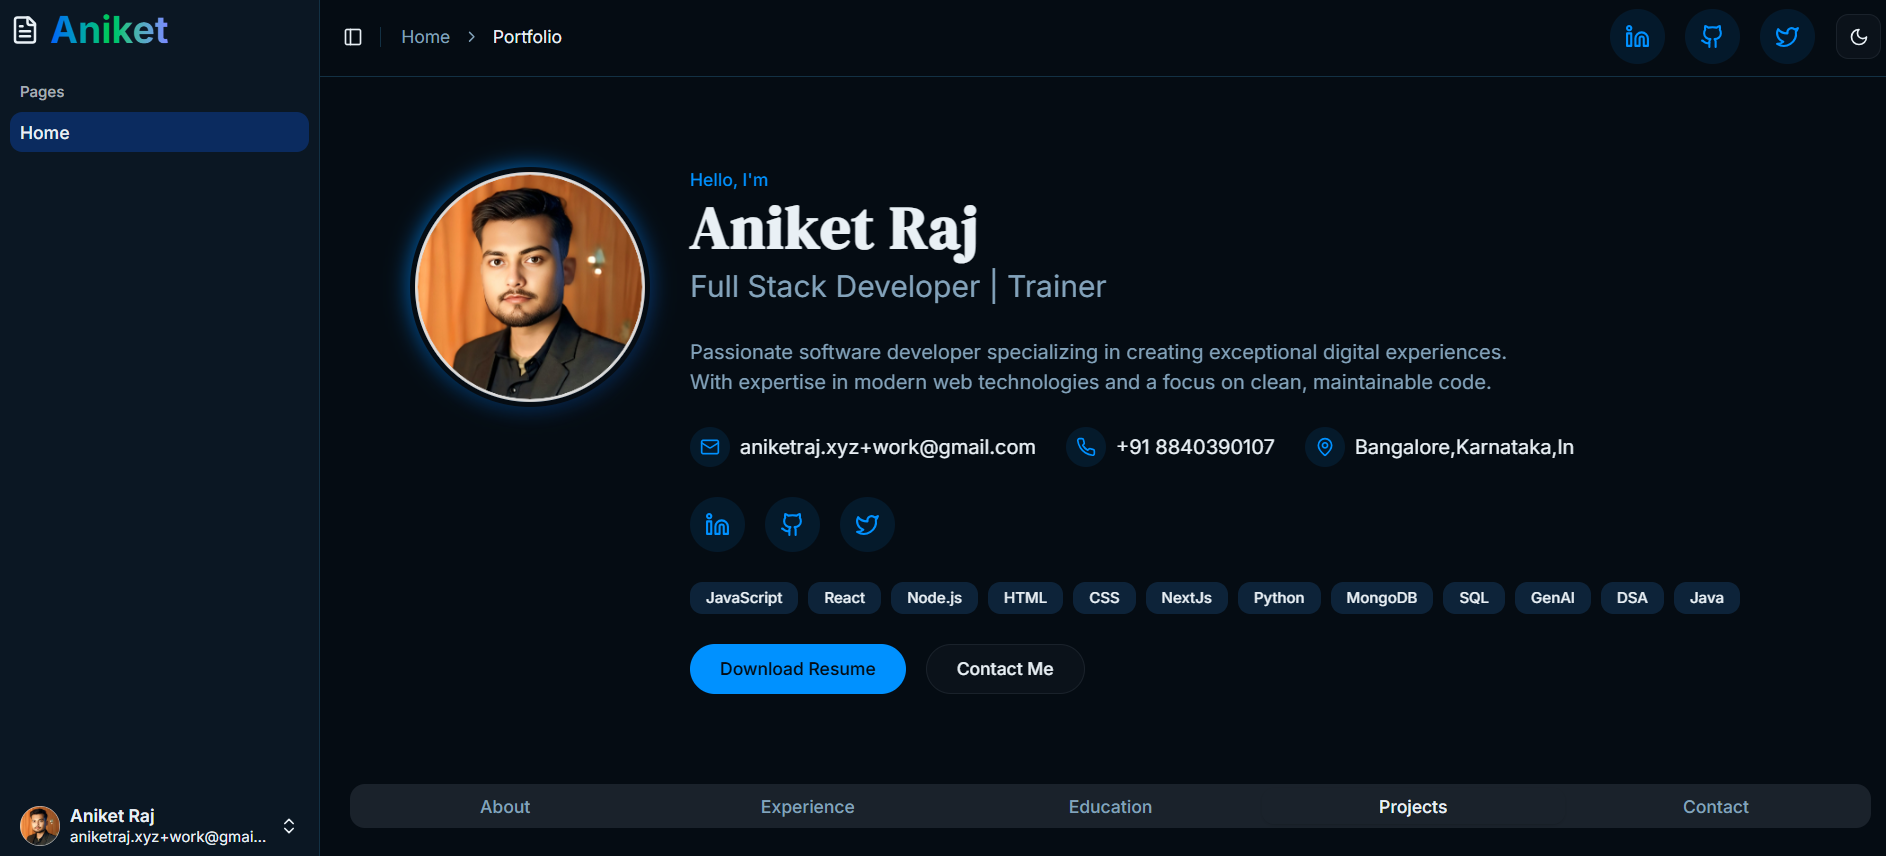 Aniket
Pages
Home
Home > Portfolio
Hello, I'm
Aniket Raj
Full Stack Developer | Trainer
Passionate software developer specializing in creating exceptional digital experiences.
With expertise in modern web technologies and a focus on clean, maintainable code.
aniketraj.xyz+work@gmail.com +91 8840390107 Bangalore,Karnataka,In
JavaScript React Node.js HTML CSS NextJs Python MongoDB SQL GenAI DSA Java
Download Resume Contact Me
About Experience Education Projects Contact
Aniket Raj
aniketraj.xyz+work@gmai...